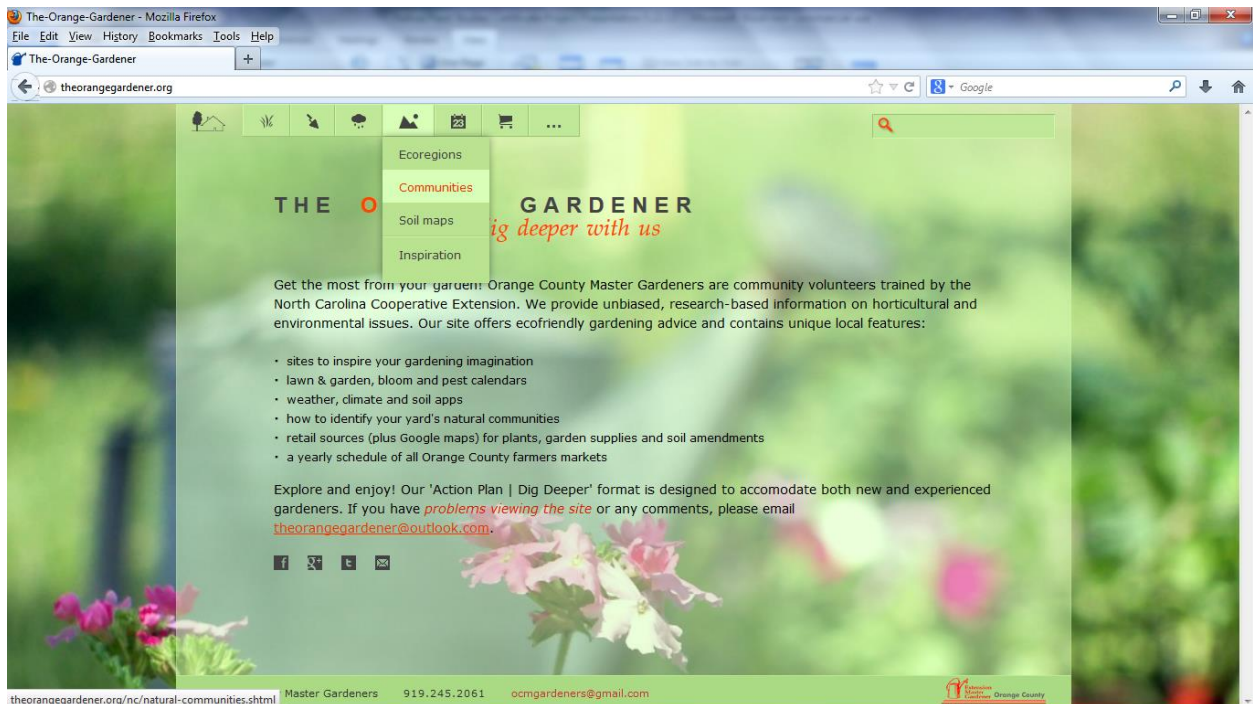 The-Orange-Gardener - Mozilla Firefox
File Edit View History Bookmarks Tools Help
The-Orange-Gardener +
theorangegardener.org Google
23 ...
Ecoregions
Communities
Soil maps
Inspiration
THE O GARDENER
ig deeper with us
Get the most from your garden! Orange County Master Gardeners are community volunteers trained by the
North Carolina Cooperative Extension. We provide unbiased, research-based information on horticultural and
environmental issues. Our site offers ecofriendly gardening advice and contains unique local features:
• sites to inspire your gardening imagination
• lawn & garden, bloom and pest calendars
• weather, climate and soil apps
• how to identify your yard's natural communities
• retail sources (plus Google maps) for plants, garden supplies and soil amendments
• a yearly schedule of all Orange County farmers markets
Explore and enjoy! Our 'Action Plan | Dig Deeper' format is designed to accomodate both new and experienced
gardeners. If you have problems viewing the site or any comments, please email
theorangegardener@outlook.com.
Master Gardeners 919.245.2061 ocmgardeners@gmail.com
Extension Master Gardener Orange County
theorangegardener.org/nc/natural-communities.shtml